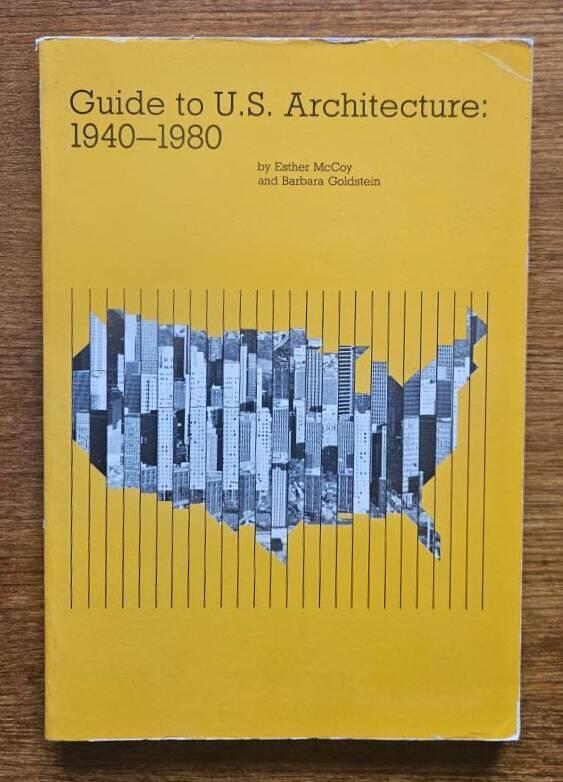 Guide to U.S. Architecture:
1940–1980
by Esther McCoy
and Barbara Goldstein